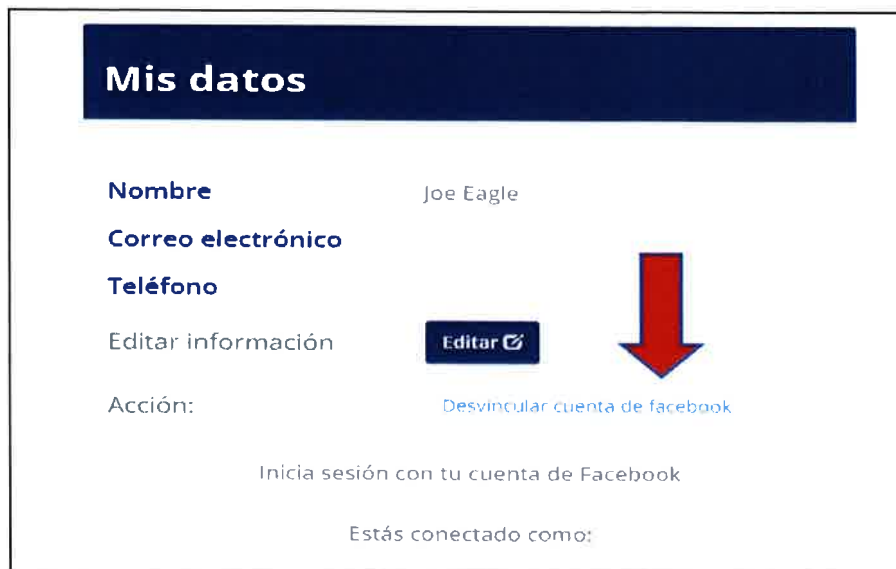 Mis datos
Nombre Joe Eagle
Correo electrónico
Teléfono
Editar información Editar
Acción: Desvincular cuenta de facebook
Inicia sesión con tu cuenta de Facebook
Estás conectado como: